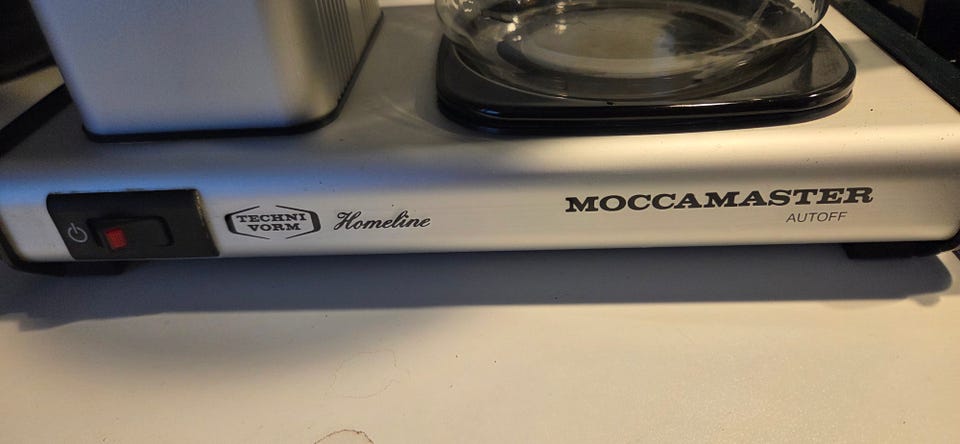 TECHNI
VORM
Homeline
MOCCAMASTER
AUTOFF